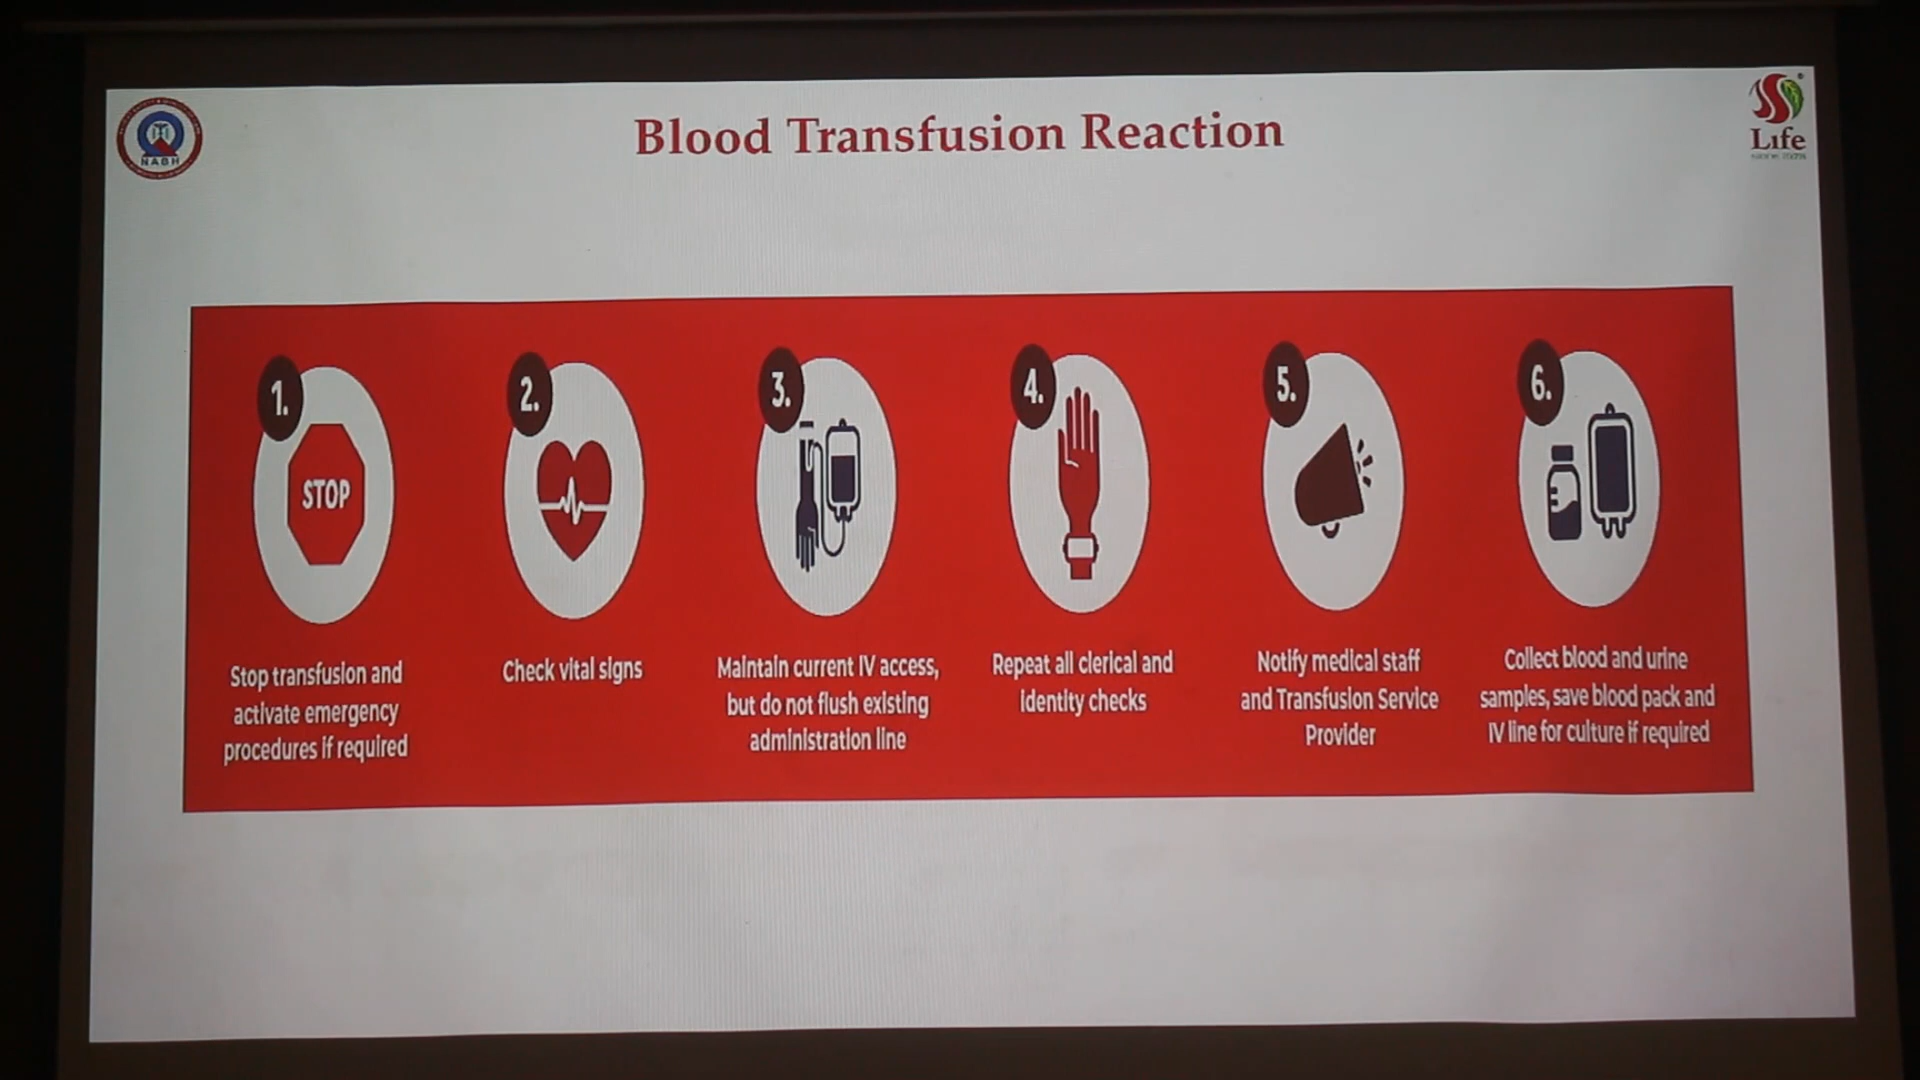 Blood Transfusion Reaction
NABH
Life
1.
STOP
Stop transfusion and
activate emergency
procedures if required
2.
Check vital signs
3.
Maintain current IV access,
but do not flush existing
administration line
4.
Repeat all clerical and
identity checks
5.
Notify medical staff
and Transfusion Service
Provider
6.
Collect blood and urine
samples, save blood pack and
IV line for culture if required